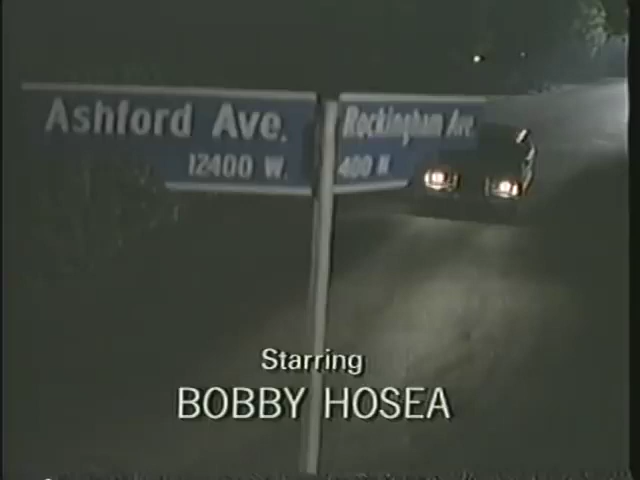 Ashford Ave.
12400 W.
Rockingham Ave
400 N
Starring
BOBBY HOSEA